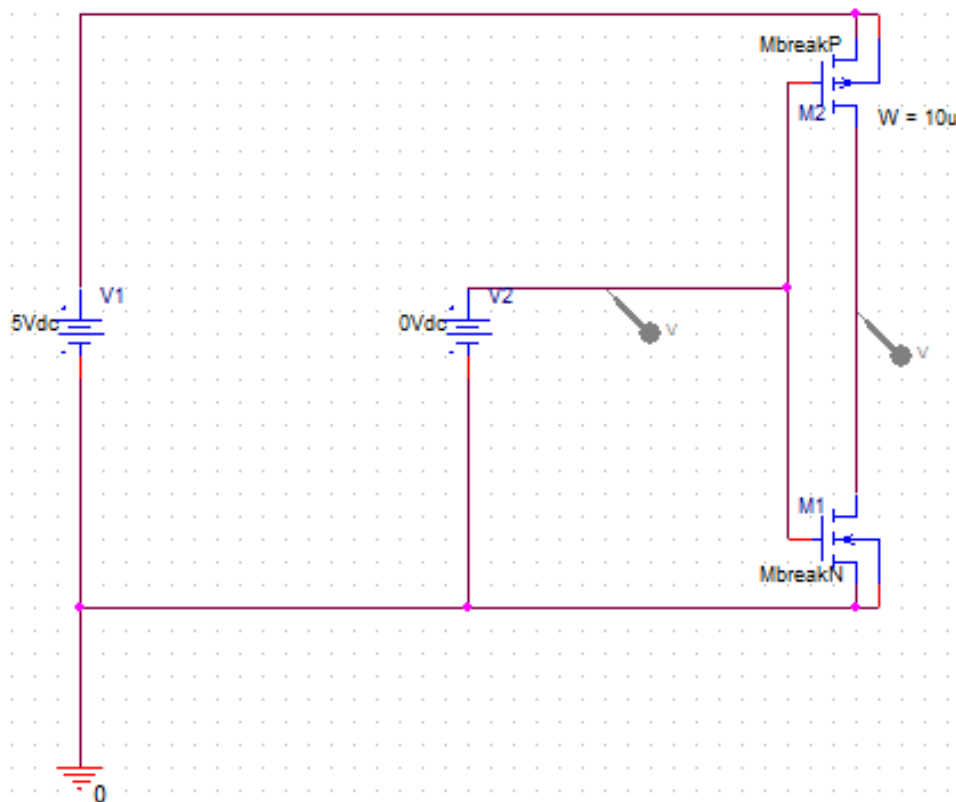 MbreakP
M2
W = 10u
V1
5Vdc
V2
0Vdc
V
V
M1
MbreakN
0